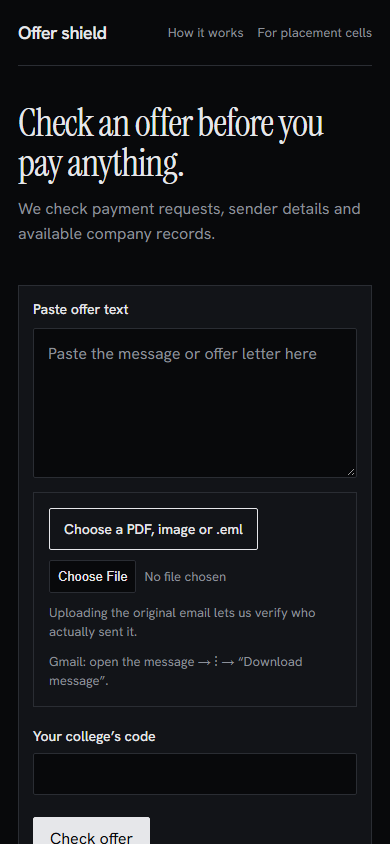 Offer shield
How it works
For placement cells
Check an offer before you
pay anything.
We check payment requests, sender details and
available company records.
Paste offer text
Paste the message or offer letter here
Choose a PDF, image or .eml
Choose File
No file chosen
Uploading the original email lets us verify who
actually sent it.
Gmail: open the message → ⋮ → “Download
message”.
Your college’s code
Check offer